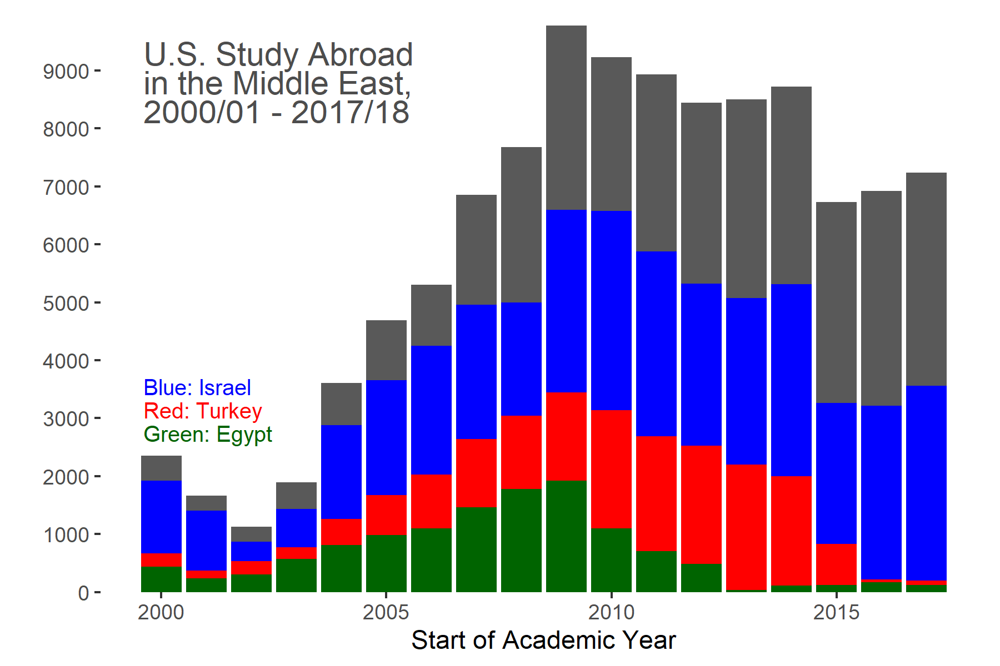 U.S. Study Abroad
in the Middle East,
2000/01 - 2017/18
9000
8000
7000
6000
5000
4000
3000
2000
1000
0
Blue: Israel
Red: Turkey
Green: Egypt
2000
2005
2010
2015
Start of Academic Year